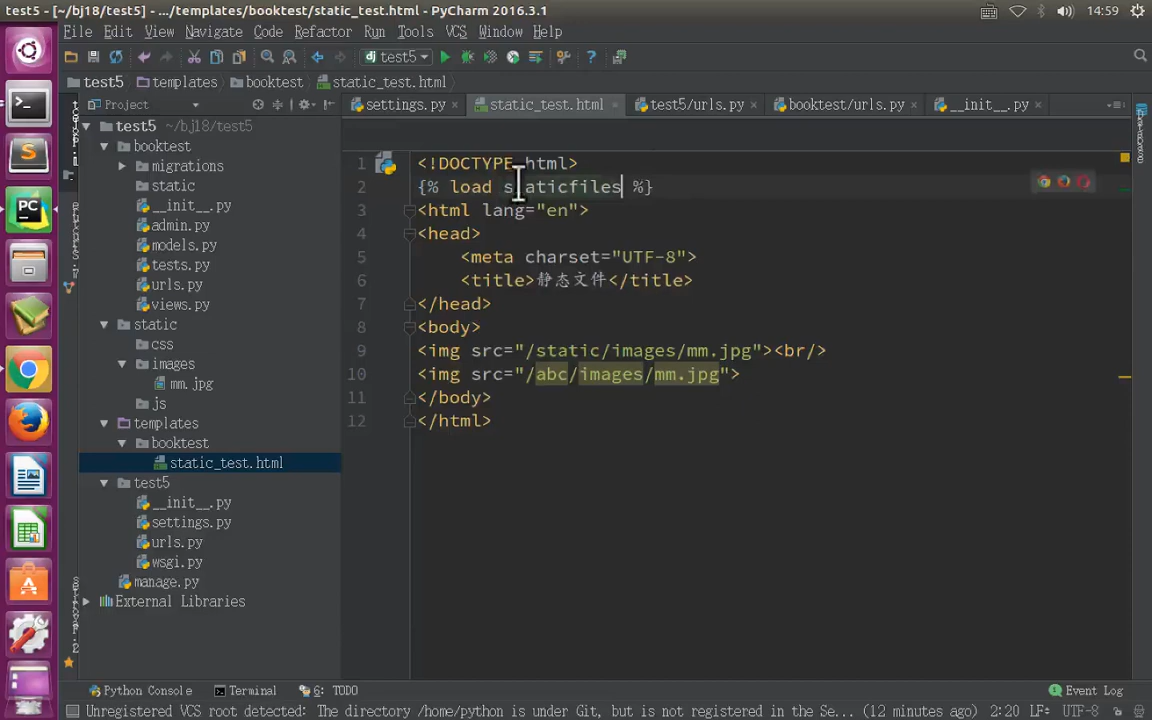 test5 - [~/bj18/test5] - .../templates/booktest/static_test.html - PyCharm 2016.3.1
14:59
File Edit View Navigate Code Refactor Run Tools VCS Window Help
test5
test5 templates booktest static_test.html
Project
settings.py static_test.html test5/urls.py booktest/urls.py __init__.py
test5 ~/bj18/test5
booktest
migrations
static
__init__.py
admin.py
models.py
tests.py
urls.py
views.py
static
css
images
mm.jpg
js
templates
booktest
static_test.html
test5
__init__.py
settings.py
urls.py
wsgi.py
manage.py
External Libraries
1 <!DOCTYPE html>
2 {% load staticfiles %}
3 <html lang="en">
4 <head>
5 <meta charset="UTF-8">
6 <title>静态文件</title>
7 </head>
8 <body>
9 <img src="/static/images/mm.jpg"><br/>
10 <img src="/abc/images/mm.jpg">
11 </body>
12 </html>
Python Console Terminal 6: TODO Event Log
Unregistered VCS root detected: The directory /home/python is under Git, but is not registered in the Se... (12 minutes ago) 2:20 LF÷ UTF-8